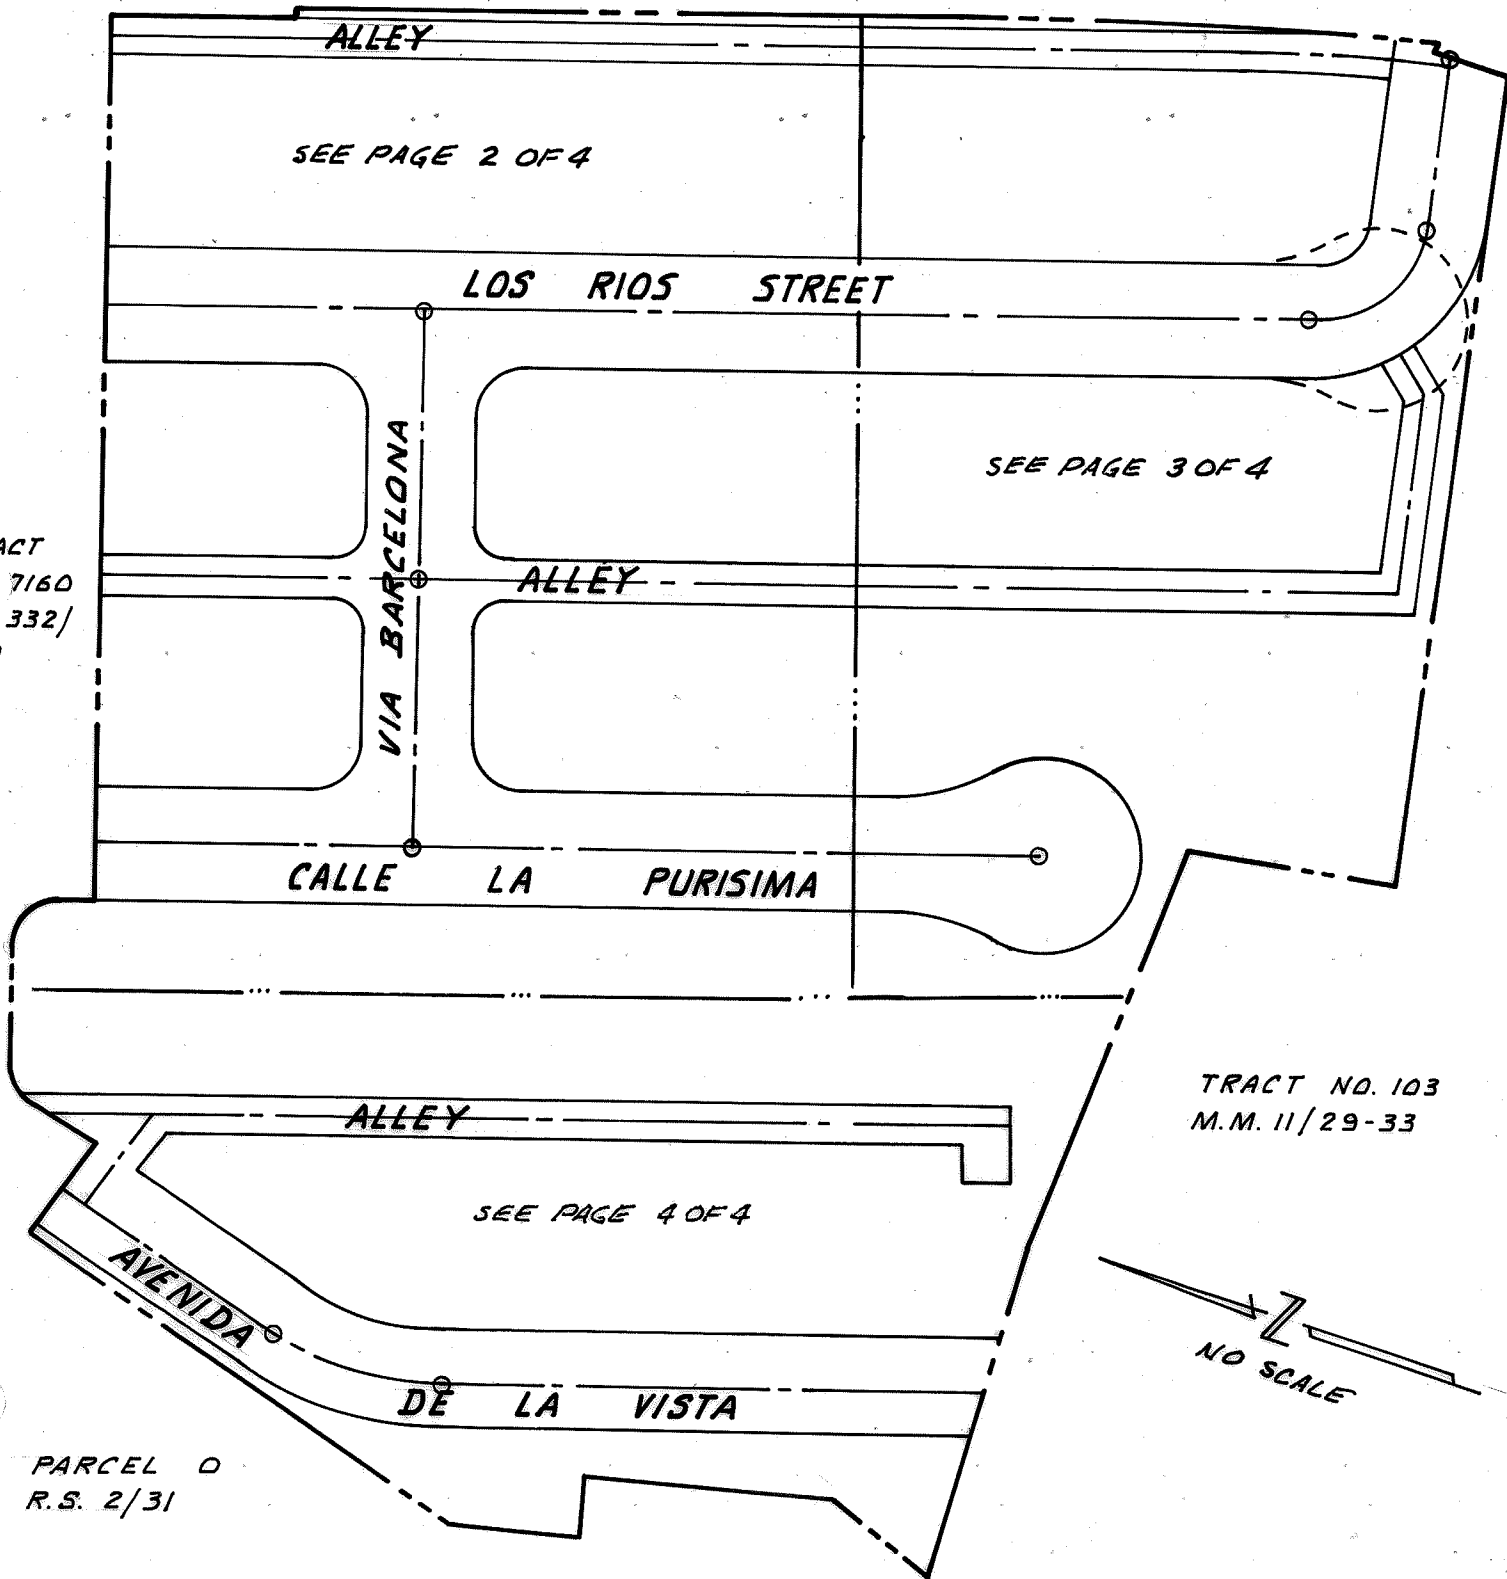 ALLEY
SEE PAGE 2 OF 4
LOS RIOS STREET
VIA BARCELONA
SEE PAGE 3 OF 4
7160
332/
ALLEY
CALLE LA PURISIMA
TRACT NO. 103
M.M. 11/29-33
ALLEY
SEE PAGE 4 OF 4
NO SCALE
AVENIDA
DE LA VISTA
PARCEL O
R.S. 2/31